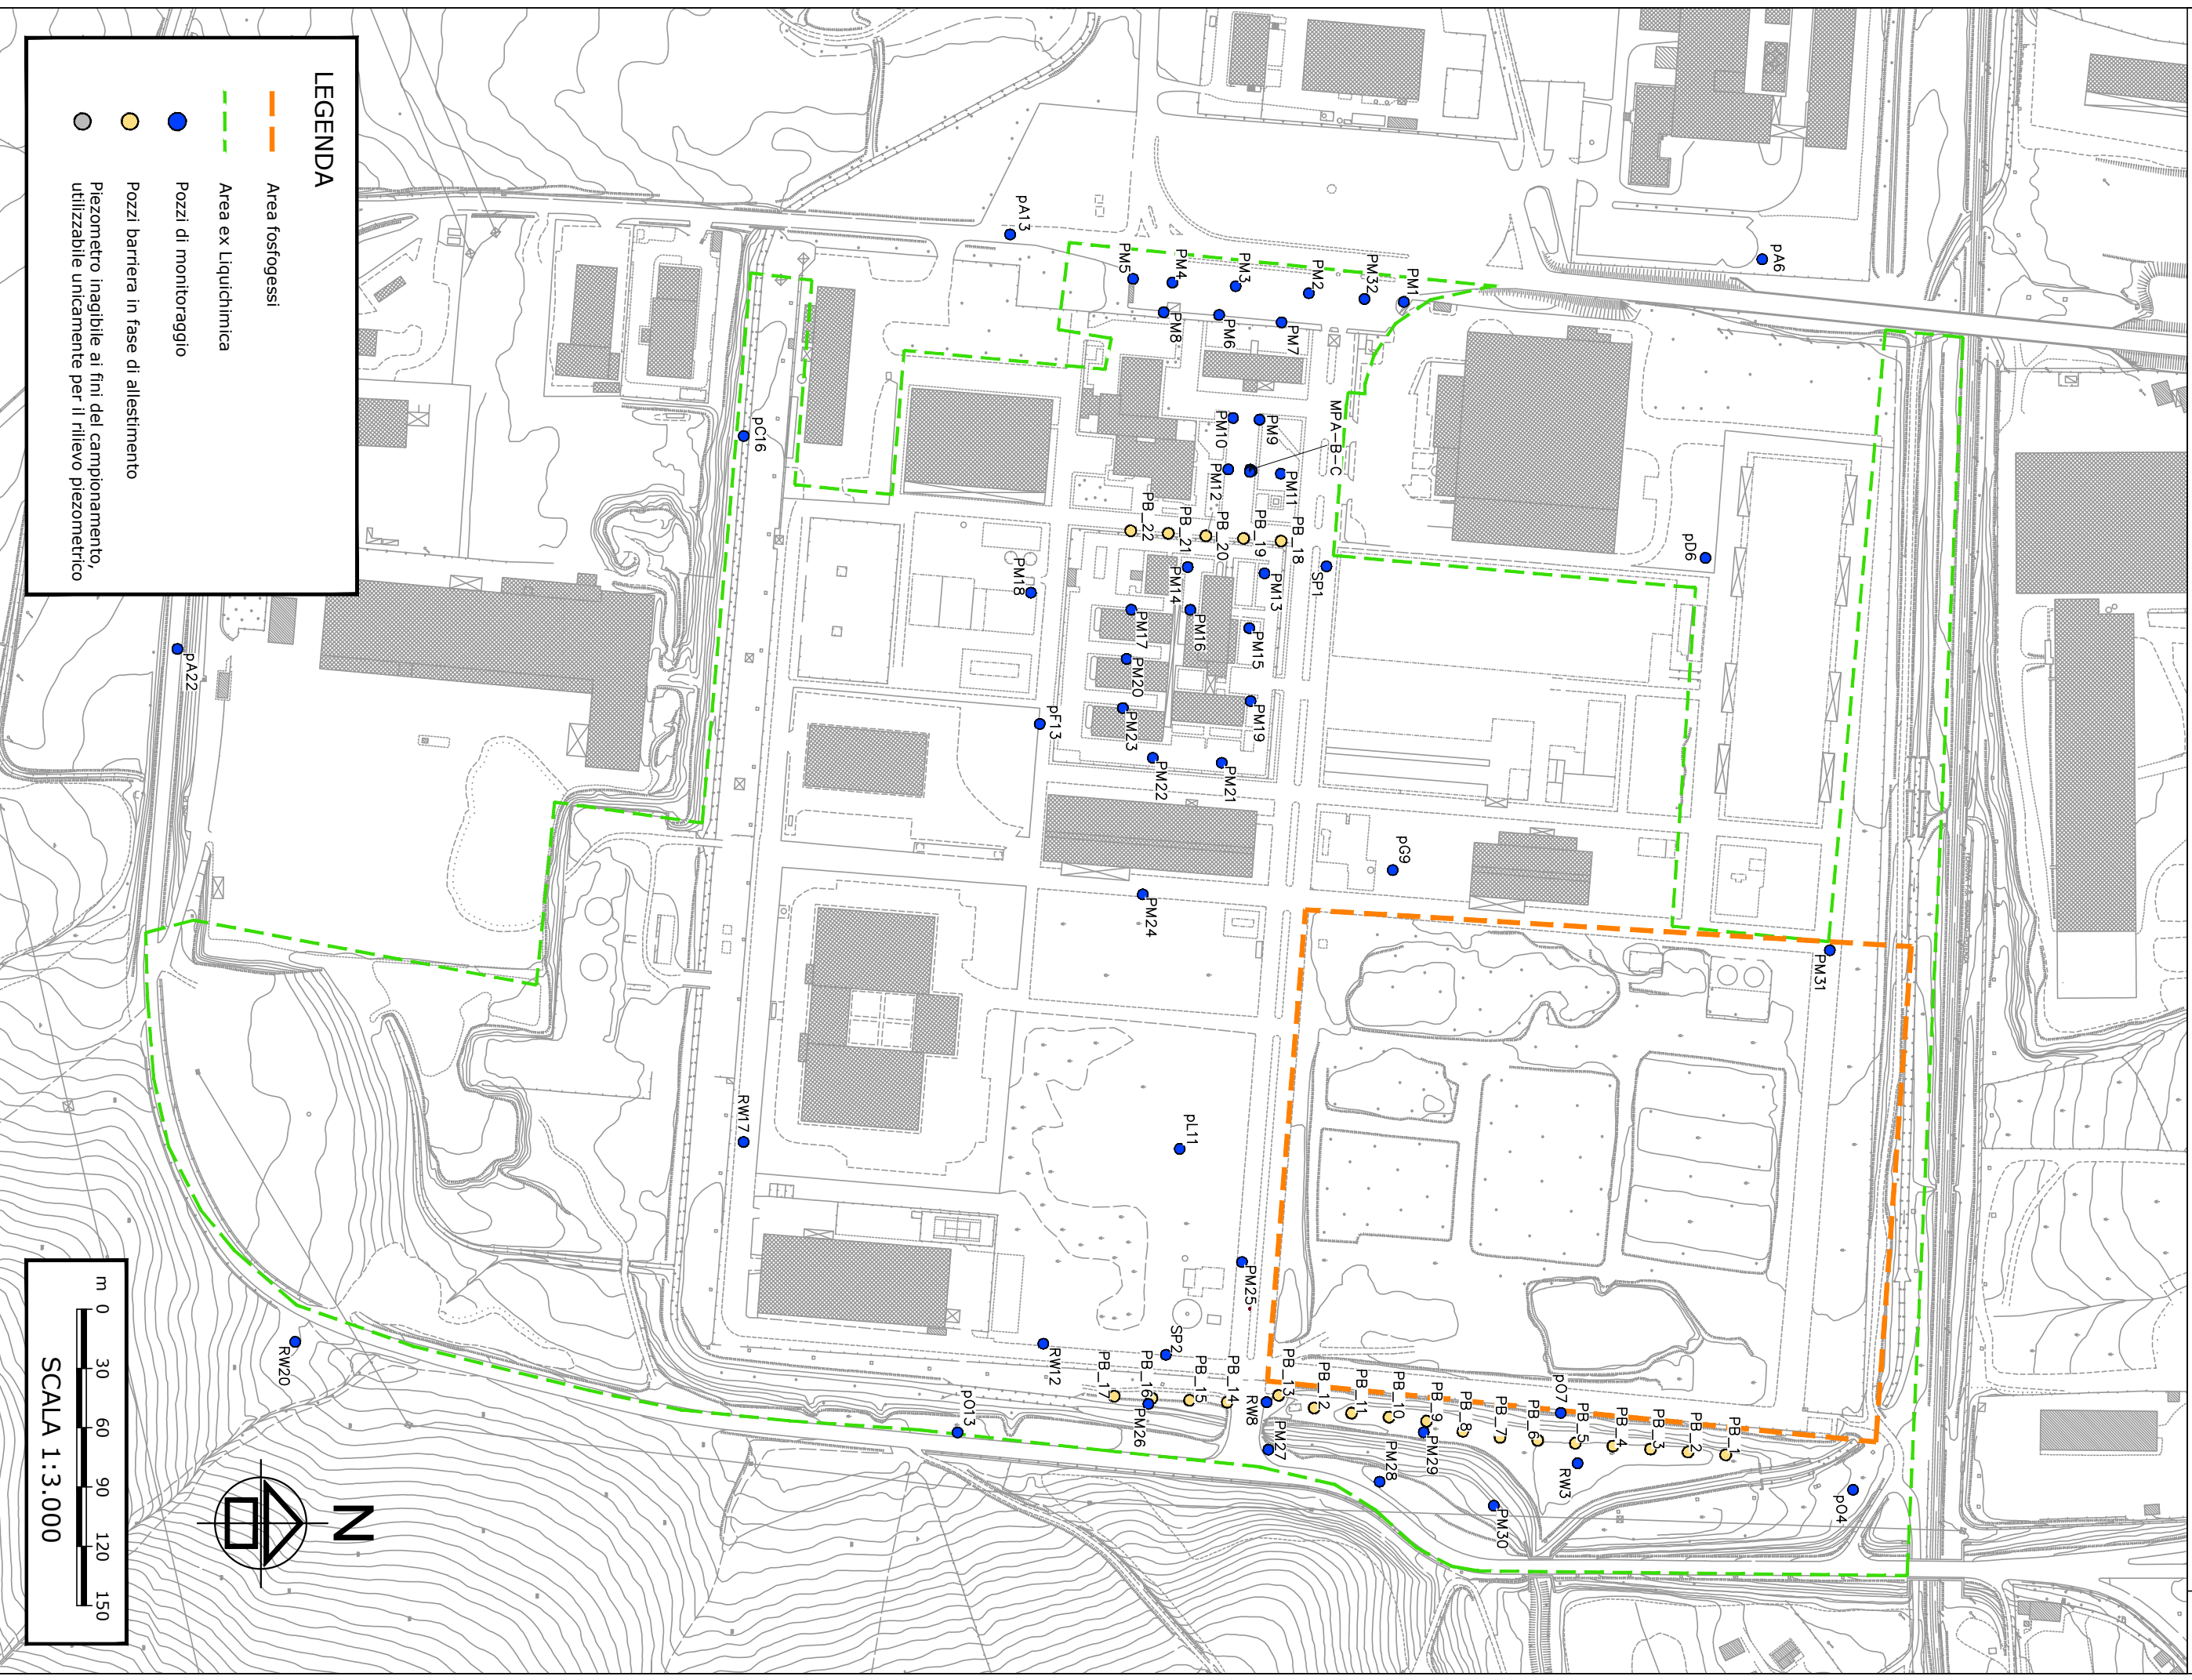 LEGENDA
Area fosfogessi
Area ex Liquichimica
Pozzi di monitoraggio
Pozzi barriera in fase di allestimento
Piezometro inagibile ai fini del campionamento,
utilizzabile unicamente per il rilievo piezometrico
pA6
pA13
PM1
PM32
PM2
PM3
PM4
PM5
PM7
PM6
PM8
MPA-B-C
PM9
PM10
PM11
PM12
pC16
PB_18
PB_19
PB_20
PB_21
PB_22
pD6
SP1
PM13
PM14
PM18
PM15
PM16
PM17
PM20
pA22
PM19
PM23
pF13
PM21
PM22
pG9
PM24
PM31
pL11
RW17
PM25
SP2
RW12
RW20
PB_1
PB_2
PB_3
PB_4
PB_5
pO7
PB_6
PB_7
PB_8
PB_9
PB_10
PB_11
PB_12
PB_13
RW8
PB_14
PB_15
PB_16
PB_17
PM26
pO13
PM27
PM29
PM28
RW3
PM30
pO4
m 0 30 60 90 120 150
SCALA 1:3.000
N